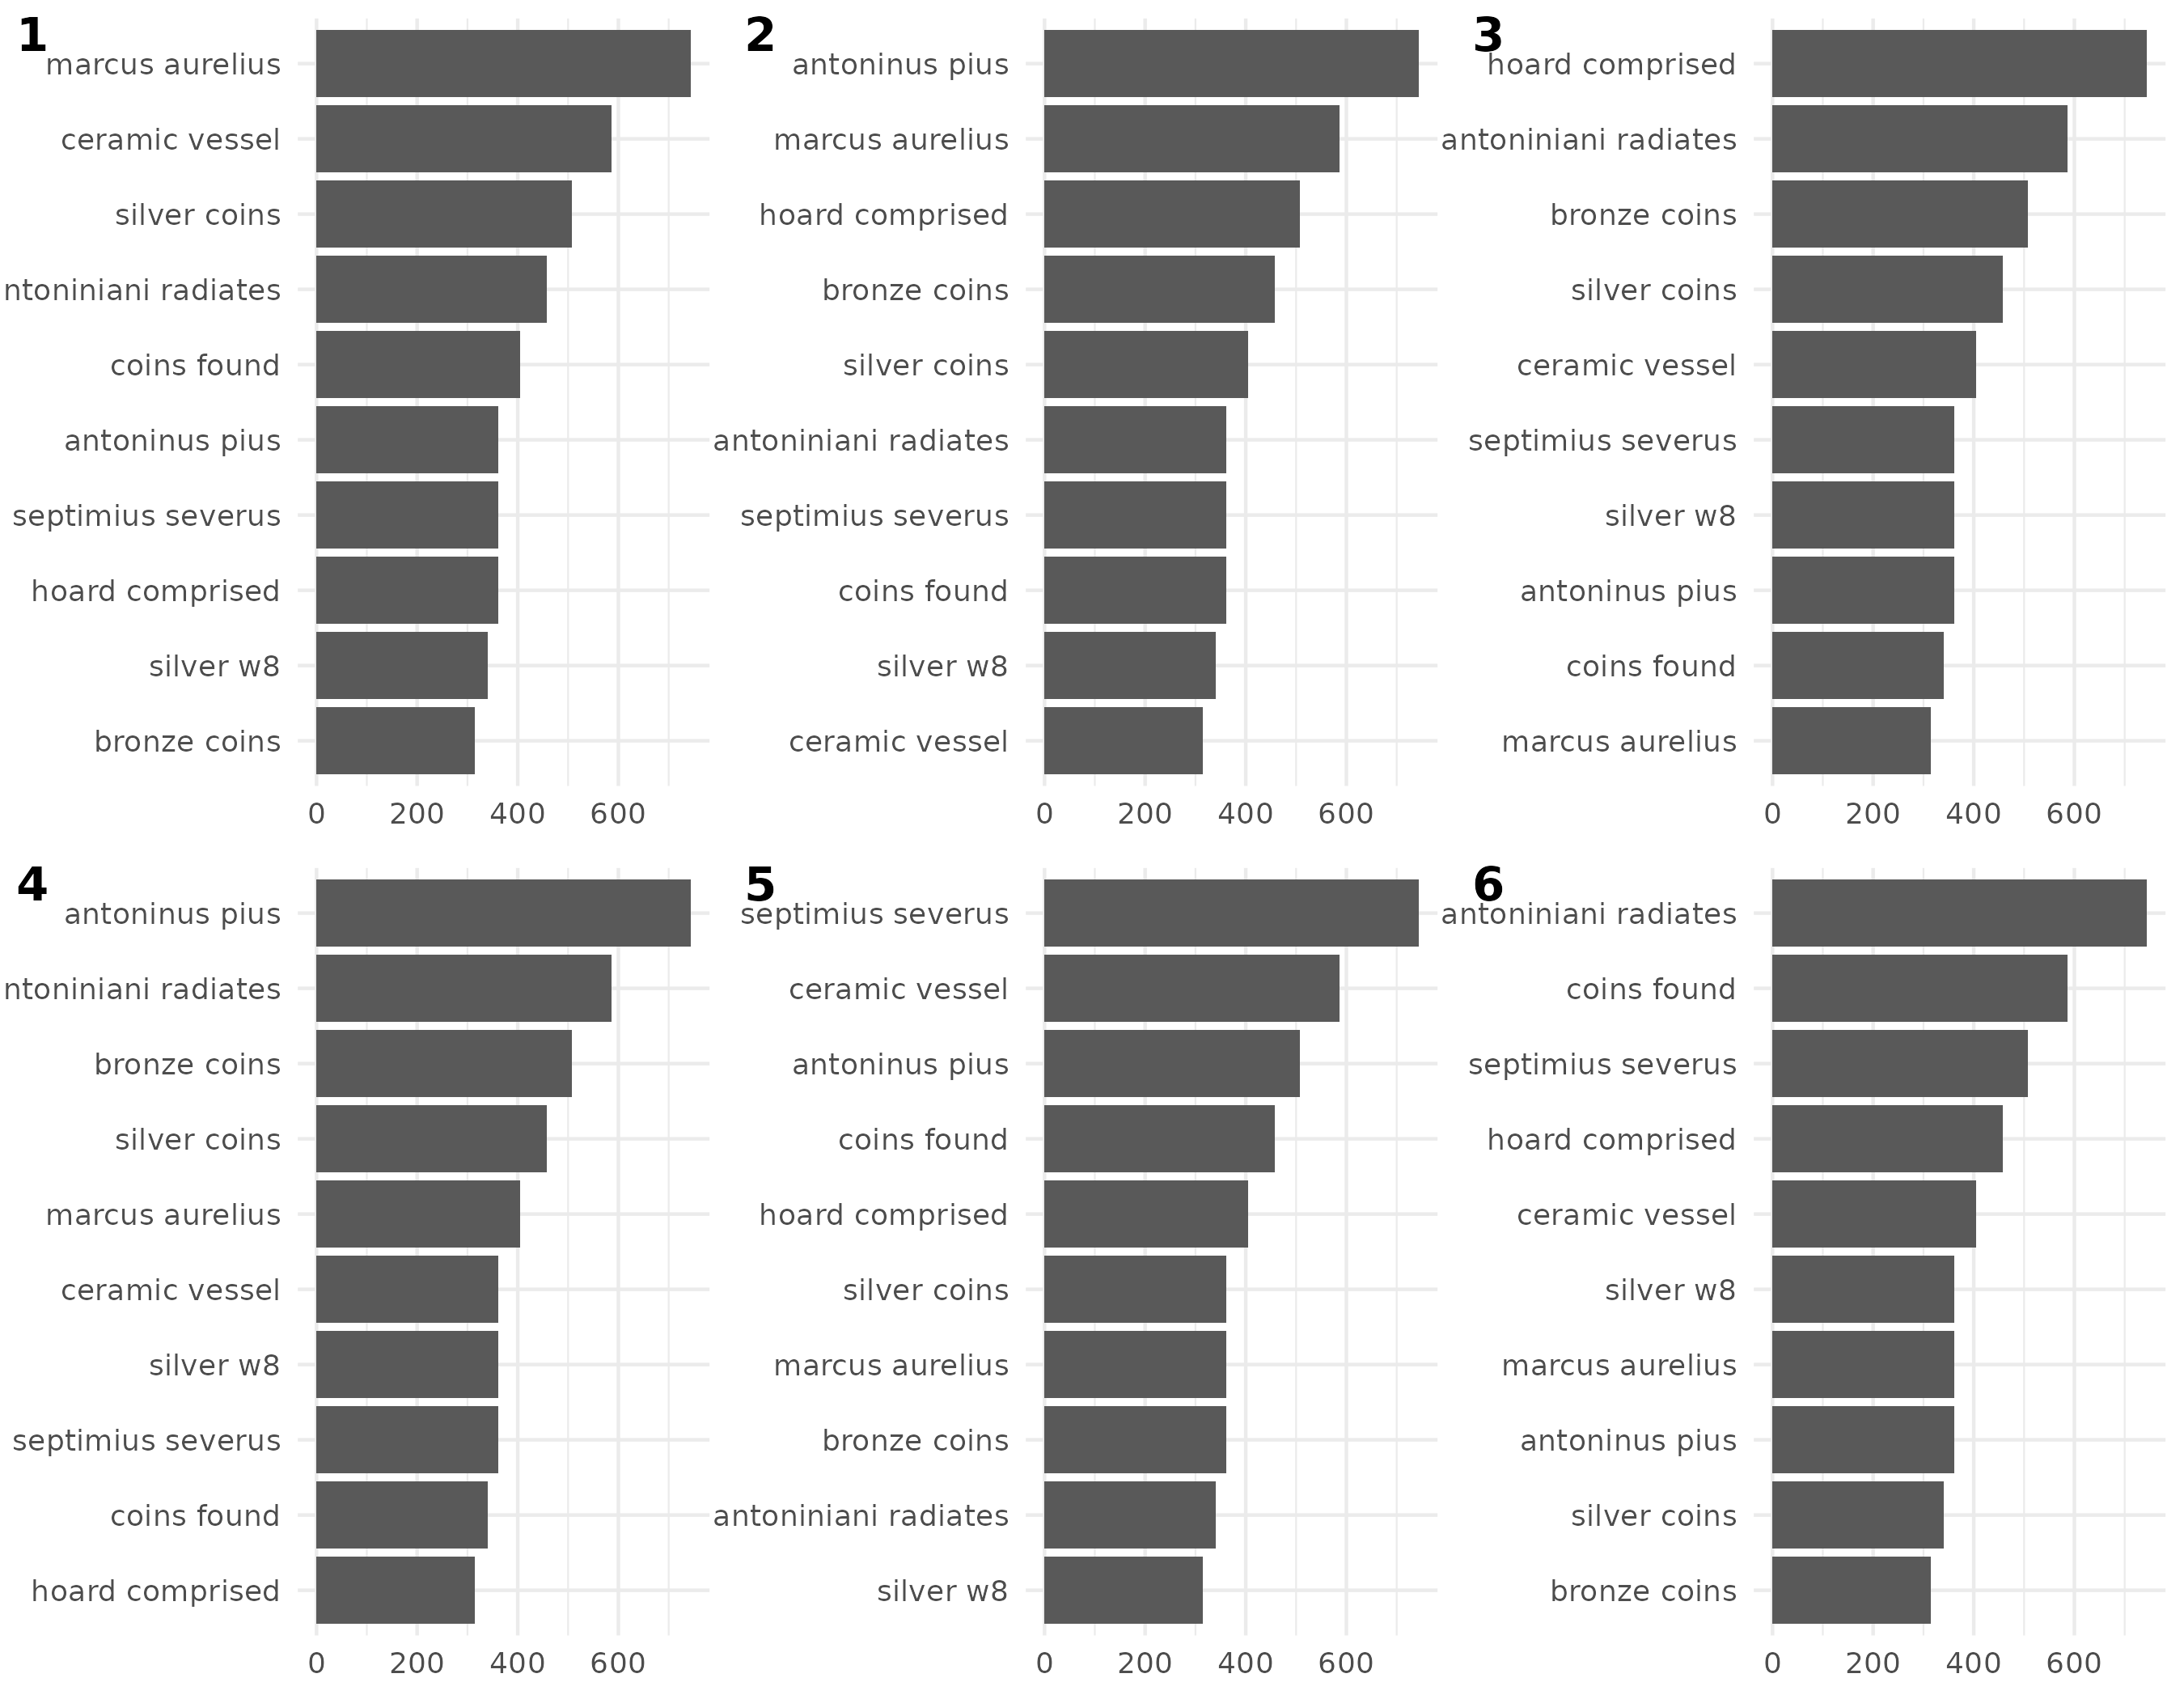 1
marcus aurelius
ceramic vessel
silver coins
ntoniniani radiates
coins found
antoninus pius
septimius severus
hoard comprised
silver w8
bronze coins
0 200 400 600
2
antoninus pius
marcus aurelius
hoard comprised
bronze coins
silver coins
antoniniani radiates
septimius severus
coins found
silver w8
ceramic vessel
0 200 400 600
3
hoard comprised
antoniniani radiates
bronze coins
silver coins
ceramic vessel
septimius severus
silver w8
antoninus pius
coins found
marcus aurelius
0 200 400 600
4
antoninus pius
ntoniniani radiates
bronze coins
silver coins
marcus aurelius
ceramic vessel
silver w8
septimius severus
coins found
hoard comprised
0 200 400 600
5
septimius severus
ceramic vessel
antoninus pius
coins found
hoard comprised
silver coins
marcus aurelius
bronze coins
antoniniani radiates
silver w8
0 200 400 600
6
antoniniani radiates
coins found
septimius severus
hoard comprised
ceramic vessel
silver w8
marcus aurelius
antoninus pius
silver coins
bronze coins
0 200 400 600